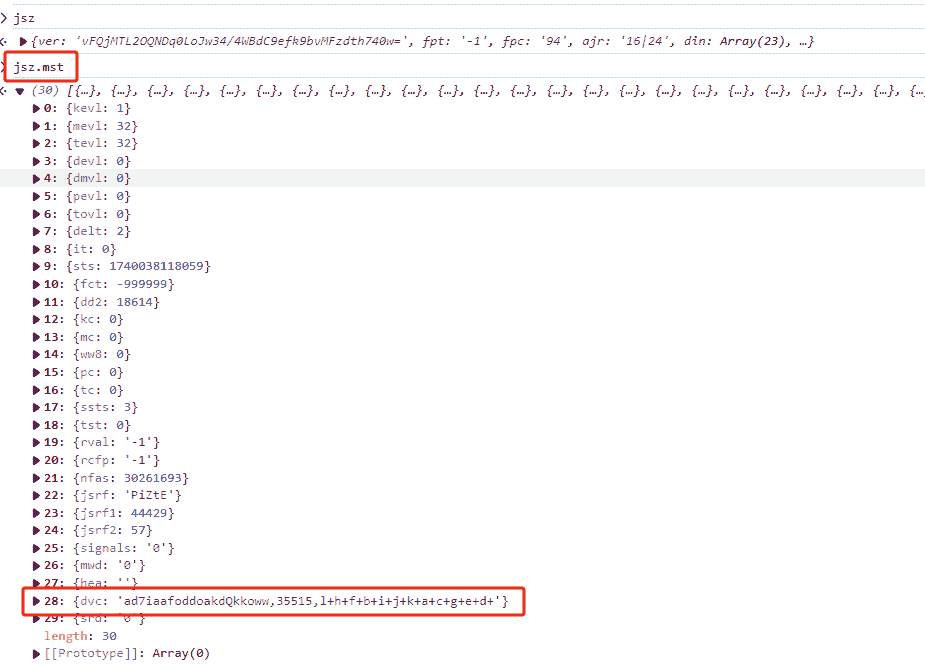 > jsz
{ver: 'vFQjMTL2OQNDq0LoJw34/4WBdC9efk9bvMFzdth740w=', fpt: '-1', fpc: '94', ajr: '16|24', din: Array(23), …}
jsz.mst
(30) [{…}, {…}, {…}, {…}, {…}, {…}, {…}, {…}, {…}, {…}, {…}, {…}, {…}, {…}, {…}, {…}, {…}, {…}, {…}, {…}, {…}, {…}, {…}, {…
0: {kevl: 1}
1: {mevl: 32}
2: {tevl: 32}
3: {devl: 0}
4: {dmvl: 0}
5: {pevl: 0}
6: {tovl: 0}
7: {delt: 2}
8: {it: 0}
9: {sts: 1740038118059}
10: {fct: -999999}
11: {dd2: 18614}
12: {kc: 0}
13: {mc: 0}
14: {ww8: 0}
15: {pc: 0}
16: {tc: 0}
17: {ssts: 3}
18: {tst: 0}
19: {rval: '-1'}
20: {rcfp: '-1'}
21: {nfas: 30261693}
22: {jsrf: 'PiZtE'}
23: {jsrf1: 44429}
24: {jsrf2: 57}
25: {signals: '0'}
26: {mwd: '0'}
27: {hea: ''}
28: {dvc: 'ad7iaafoddoakdQkkoww,35515,l+h+f+b+i+j+k+a+c+g+e+d+'}
29: {srd: '0'}
length: 30
[[Prototype]]: Array(0)